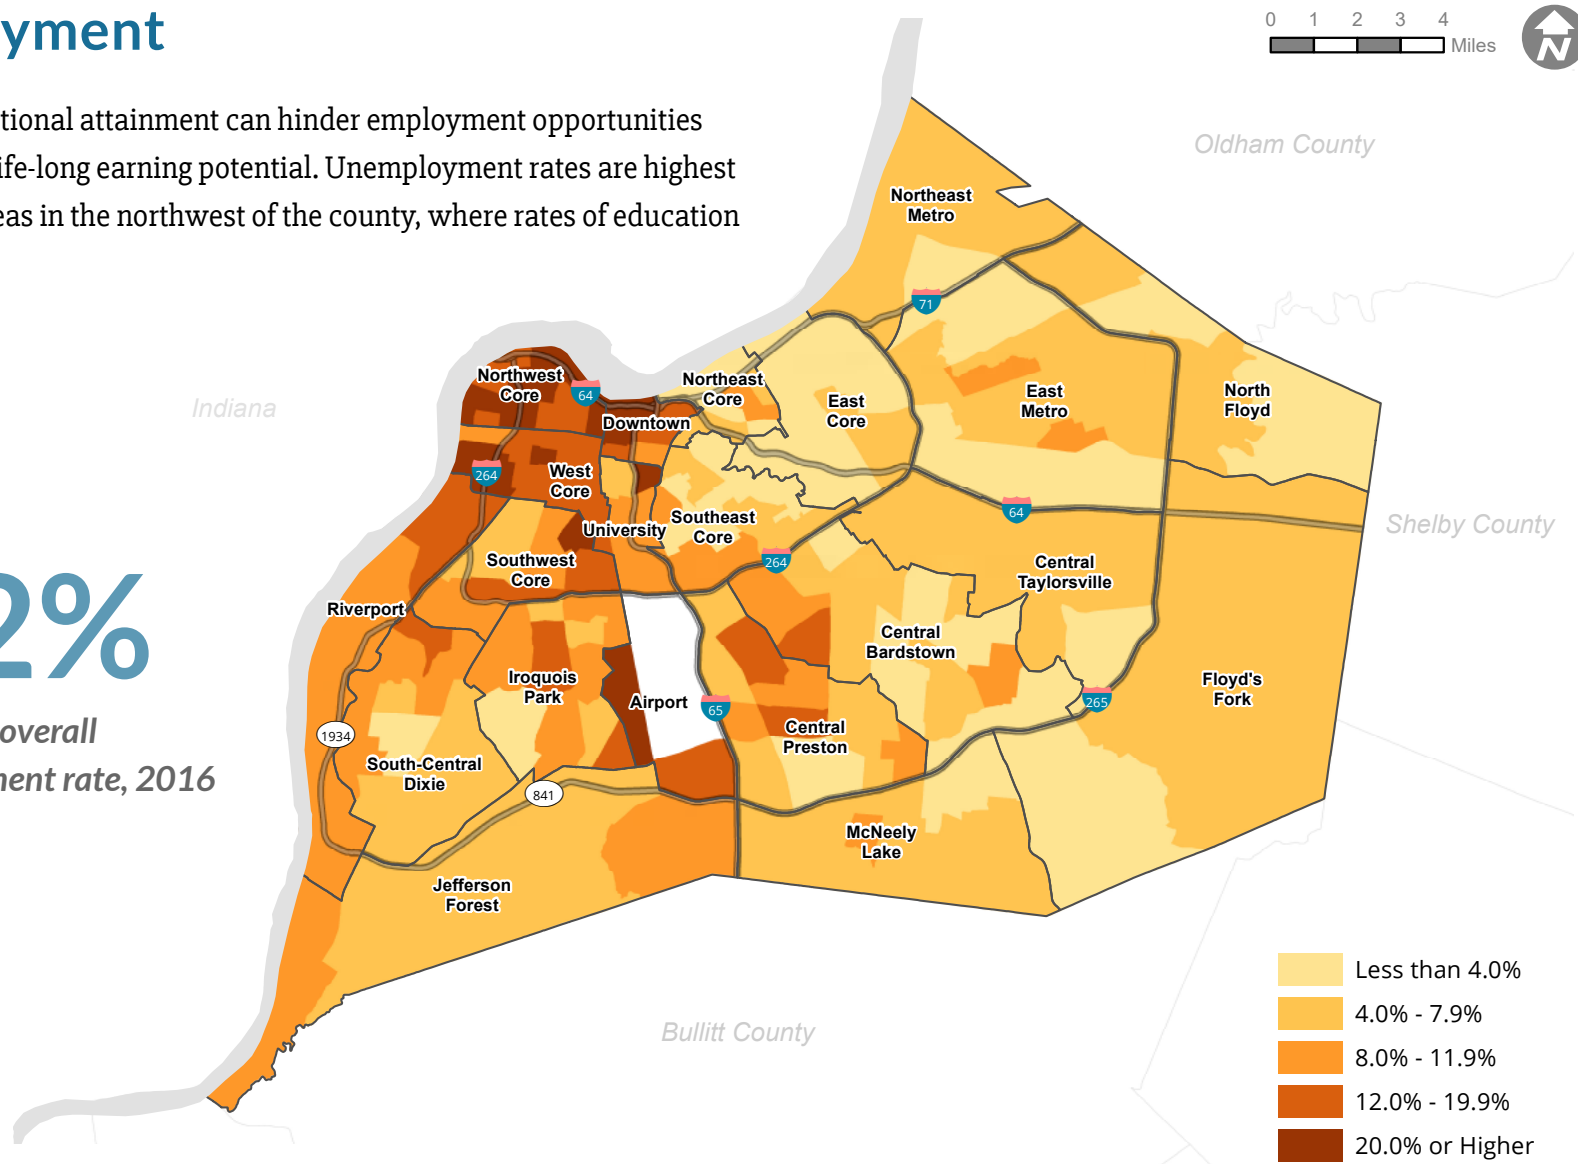 yment
0 1 2 3 4
Miles
N
tional attainment can hinder employment opportunities
ife-long earning potential. Unemployment rates are highest
eas in the northwest of the county, where rates of education
Oldham County
Northeast
Metro
71
Indiana
Northwest
Core
64
Downtown
Northeast
Core
East
Core
East
Metro
North
Floyd
264
West
Core
University
Southeast
Core
264
64
Shelby County
Southwest
Core
Central
Taylorsville
Riverport
2%
Central
Bardstown
Iroquois
Park
Airport
65
265
Floyd's
Fork
overall
nent rate, 2016
1934
Central
Preston
South-Central
Dixie
841
McNeely
Lake
Jefferson
Forest
Bullitt County
Less than 4.0%
4.0% - 7.9%
8.0% - 11.9%
12.0% - 19.9%
20.0% or Higher